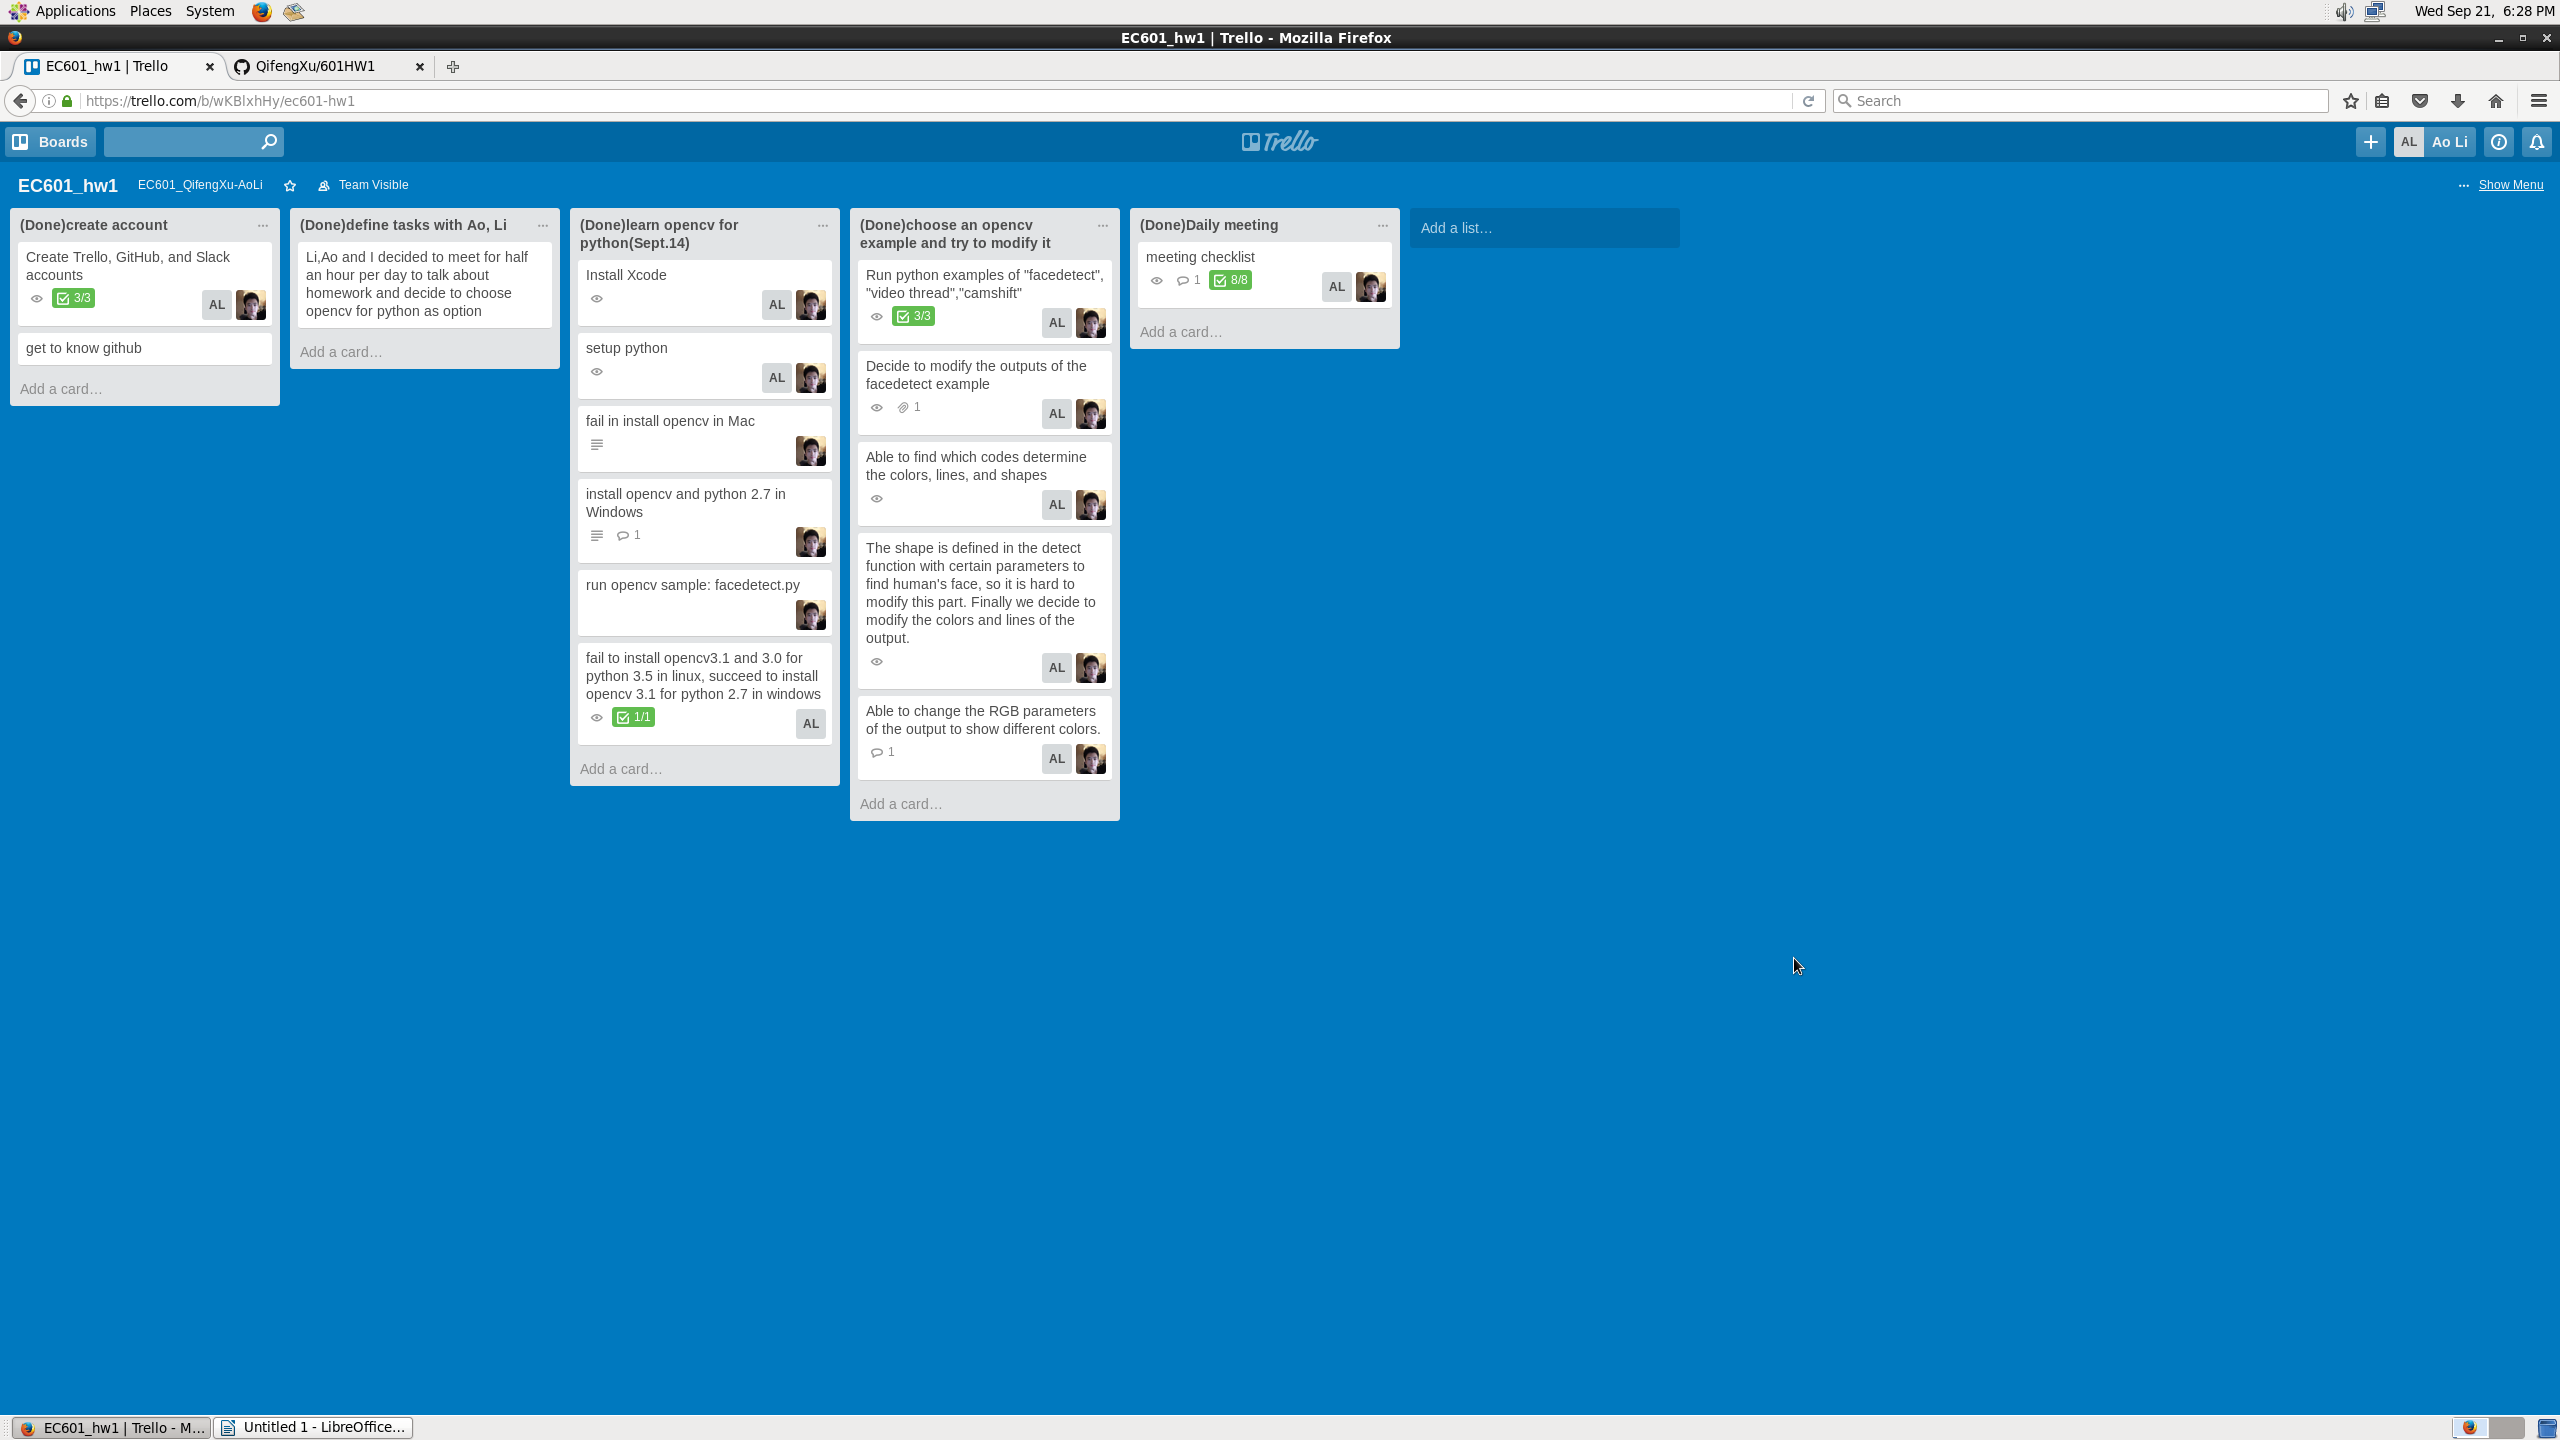 Applications Places System
Wed Sep 21, 6:28 PM
EC601_hw1 | Trello - Mozilla Firefox
EC601_hw1 | Trello
QifengXu/601HW1
https://trello.com/b/wKBlxhHy/ec601-hw1
Search
Boards
Trello
AL
Ao Li
EC601_hw1
EC601_QifengXu-AoLi
Team Visible
Show Menu
(Done)create account
Create Trello, GitHub, and Slack
accounts
3/3
AL
get to know github
Add a card…
(Done)define tasks with Ao, Li
Li,Ao and I decided to meet for half
an hour per day to talk about
homework and decide to choose
opencv for python as option
Add a card…
(Done)learn opencv for
python(Sept.14)
Install Xcode
AL
setup python
AL
fail in install opencv in Mac
install opencv and python 2.7 in
Windows
1
run opencv sample: facedetect.py
fail to install opencv3.1 and 3.0 for
python 3.5 in linux, succeed to install
opencv 3.1 for python 2.7 in windows
1/1
AL
Add a card…
(Done)choose an opencv
example and try to modify it
Run python examples of "facedetect",
"video thread","camshift"
3/3
AL
Decide to modify the outputs of the
facedetect example
1
AL
Able to find which codes determine
the colors, lines, and shapes
AL
The shape is defined in the detect
function with certain parameters to
find human's face, so it is hard to
modify this part. Finally we decide to
modify the colors and lines of the
output.
AL
Able to change the RGB parameters
of the output to show different colors.
1
AL
Add a card…
(Done)Daily meeting
meeting checklist
1
8/8
AL
Add a card…
Add a list…
EC601_hw1 | Trello - M…
Untitled 1 - LibreOffice…